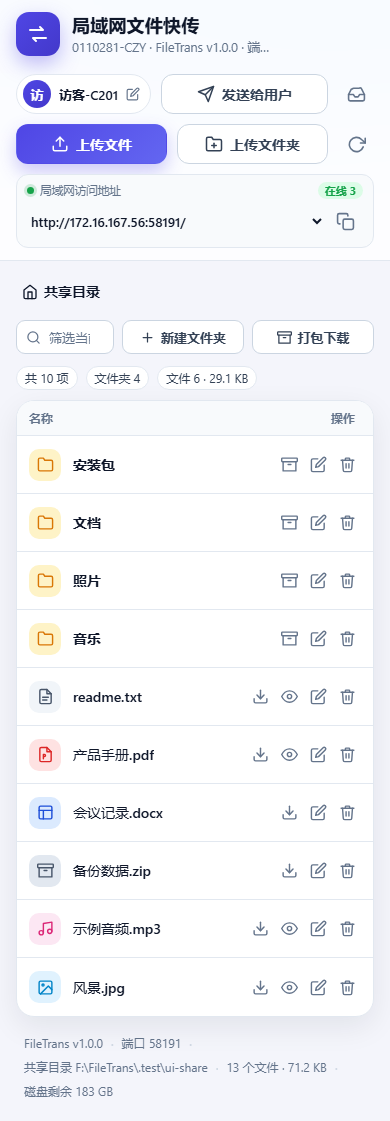 局域网文件快传
0110281-CZY · FileTrans v1.0.0 · 端...
访 访客-C201 发送给用户
上传文件 上传文件夹
局域网访问地址 在线 3
http://172.16.167.56:58191/
共享目录
筛选当前 新建文件夹 打包下载
共 10 项 文件夹 4 文件 6 · 29.1 KB
名称 操作
安装包
文档
照片
音乐
readme.txt
产品手册.pdf
会议记录.docx
备份数据.zip
示例音频.mp3
风景.jpg
FileTrans v1.0.0 · 端口 58191 ·
共享目录 F:\FileTrans\.test\ui-share · 13 个文件 · 71.2 KB ·
磁盘剩余 183 GB